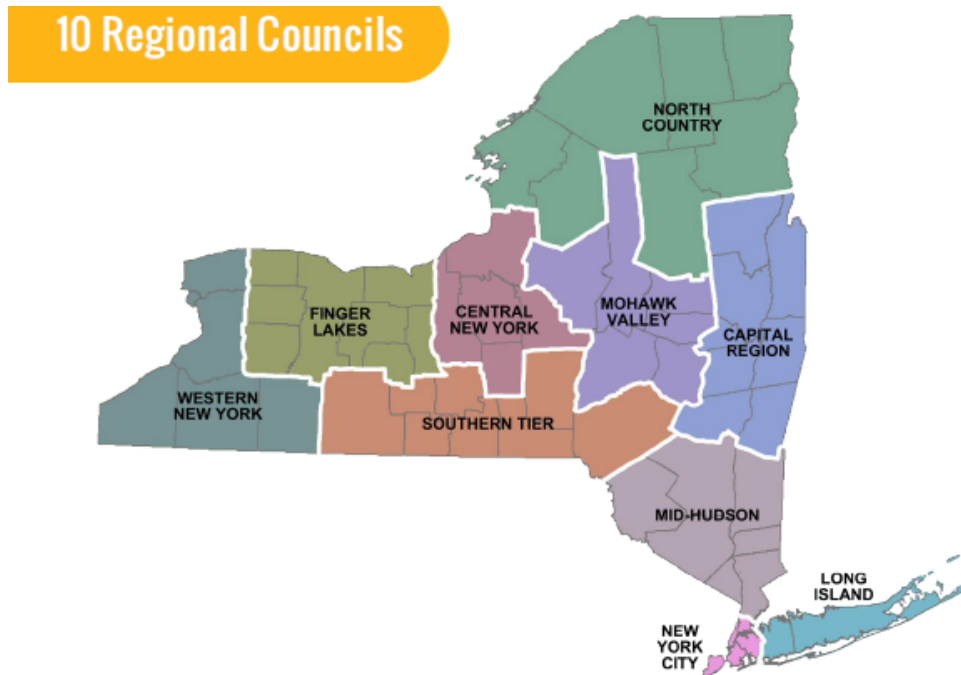 10 Regional Councils
NORTH
COUNTRY
FINGER
LAKES
CENTRAL
NEW YORK
MOHAWK
VALLEY
CAPITAL
REGION
WESTERN
NEW YORK
SOUTHERN TIER
MID-HUDSON
LONG
ISLAND
NEW
YORK
CITY